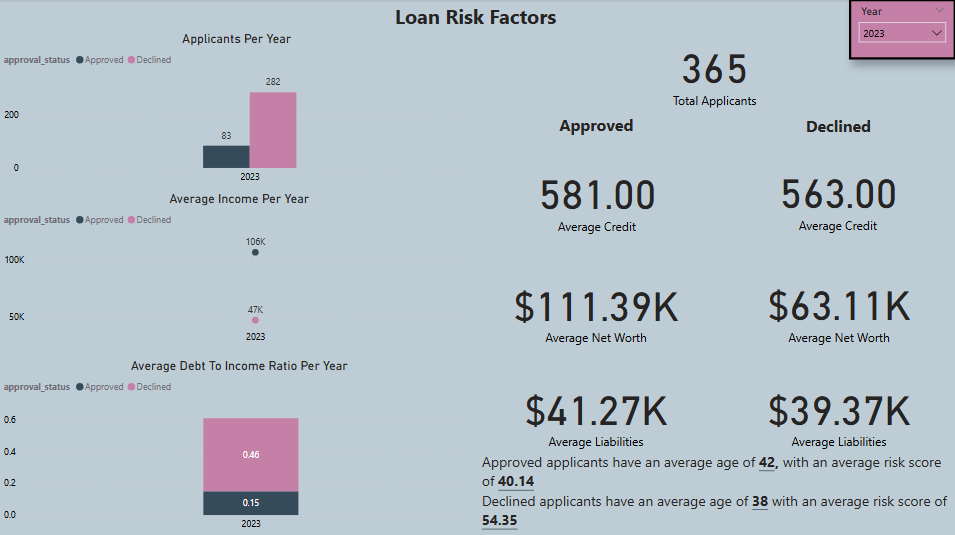 Loan Risk Factors
Year
2023
Applicants Per Year
approval_status Approved Declined
282
83
200
0
2023
Average Income Per Year
approval_status Approved Declined
106K
100K
47K
50K
2023
Average Debt To Income Ratio Per Year
approval_status Approved Declined
0.6
0.4
0.46
0.2
0.15
0.0
2023
365
Total Applicants
Approved
Declined
581.00
Average Credit
563.00
Average Credit
$111.39K
Average Net Worth
$63.11K
Average Net Worth
$41.27K
Average Liabilities
$39.37K
Average Liabilities
Approved applicants have an average age of 42, with an average risk score
of 40.14
Declined applicants have an average age of 38 with an average risk score of
54.35